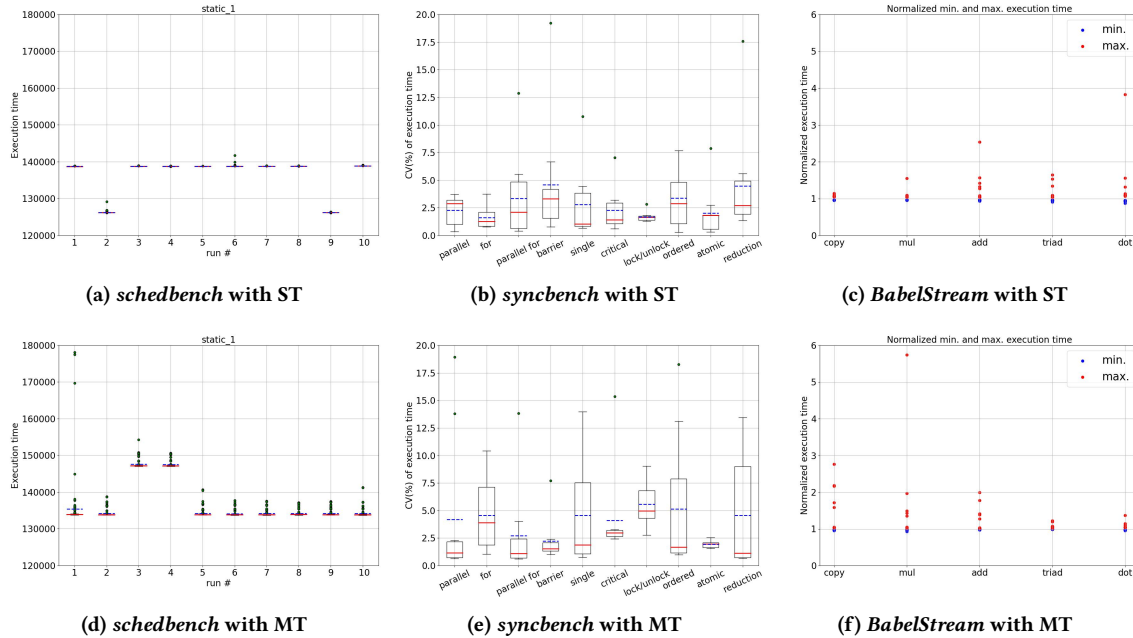 static_1
Execution time
180000
170000
160000
150000
140000
130000
120000
1 2 3 4 5 6 7 8 9 10
run #
(a) schedbench with ST
CV(%) of execution time
20.0
17.5
15.0
12.5
10.0
7.5
5.0
2.5
0.0
parallel for parallel for barrier single critical lock/unlock ordered atomic reduction
(b) syncbench with ST
Normalized min. and max. execution time
min.
max.
Normalized execution time
6
5
4
3
2
1
0
copy mul add triad dot
(c) BabelStream with ST
static_1
Execution time
180000
170000
160000
150000
140000
130000
120000
1 2 3 4 5 6 7 8 9 10
run #
(d) schedbench with MT
CV(%) of execution time
20.0
17.5
15.0
12.5
10.0
7.5
5.0
2.5
0.0
parallel for parallel for barrier single critical lock/unlock ordered atomic reduction
(e) syncbench with MT
Normalized min. and max. execution time
min.
max.
Normalized execution time
6
5
4
3
2
1
0
copy mul add triad dot
(f) BabelStream with MT